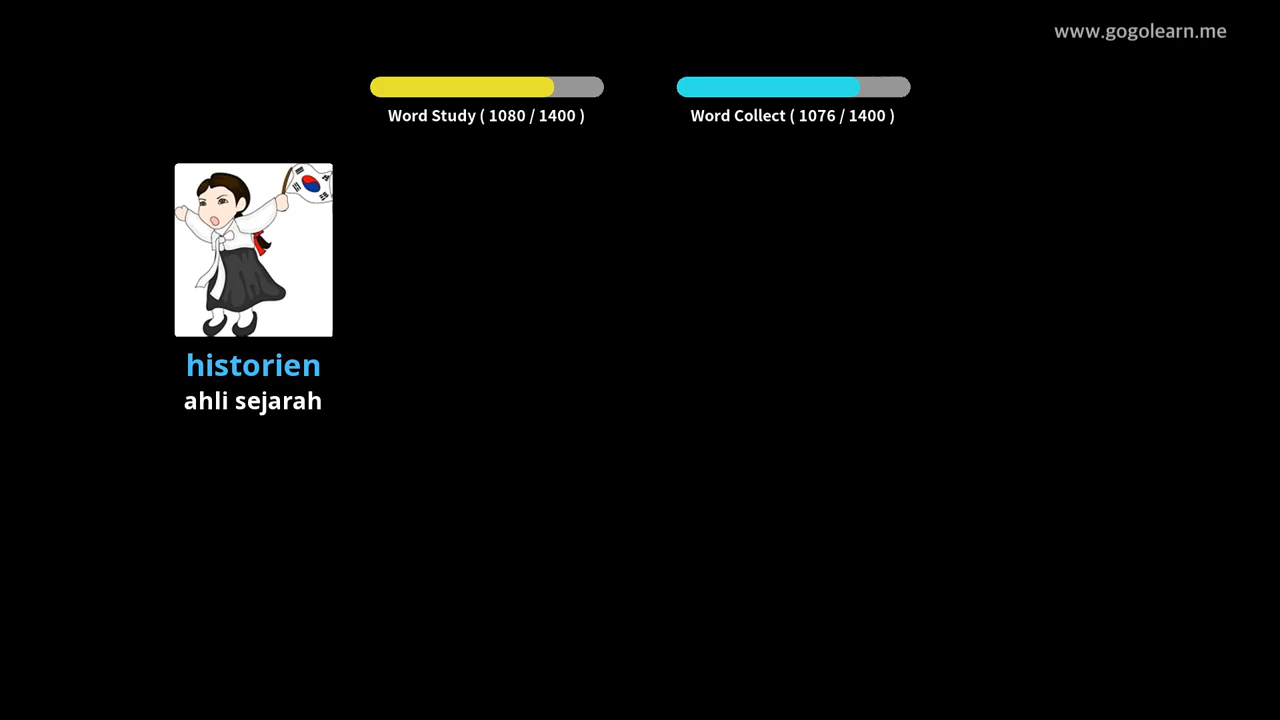 www.gogolearn.me
Word Study ( 1080 / 1400 )
Word Collect ( 1076 / 1400 )
historien
ahli sejarah